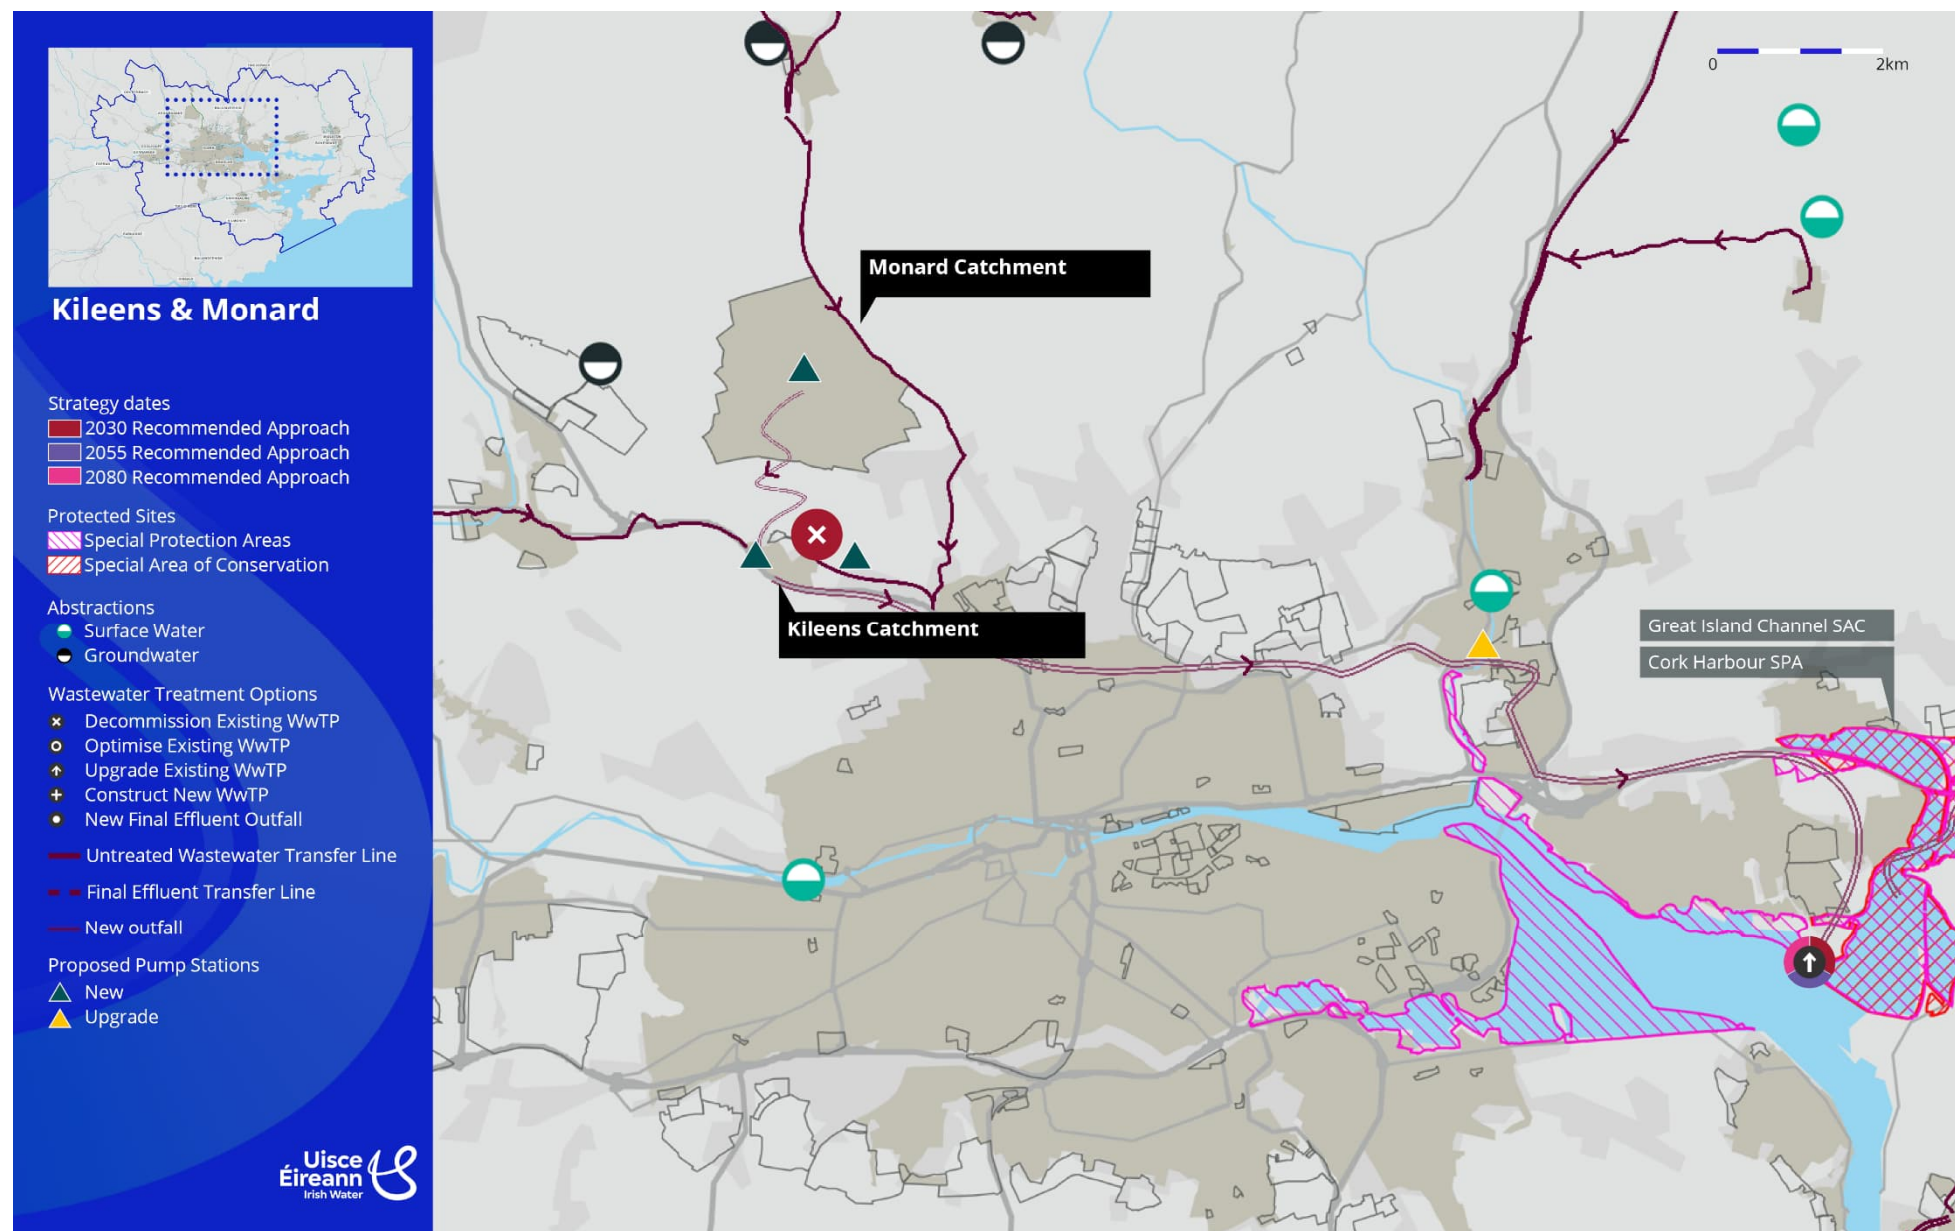 Kileens & Monard
Strategy dates
2030 Recommended Approach
2055 Recommended Approach
2080 Recommended Approach
Protected Sites
Special Protection Areas
Special Area of Conservation
Abstractions
Surface Water
Groundwater
Wastewater Treatment Options
Decommission Existing WwTP
Optimise Existing WwTP
Upgrade Existing WwTP
Construct New WwTP
New Final Effluent Outfall
Untreated Wastewater Transfer Line
Final Effluent Transfer Line
New outfall
Proposed Pump Stations
New
Upgrade
Uisce
Éireann
Irish Water
0 2km
Monard Catchment
Kileens Catchment
Great Island Channel SAC
Cork Harbour SPA